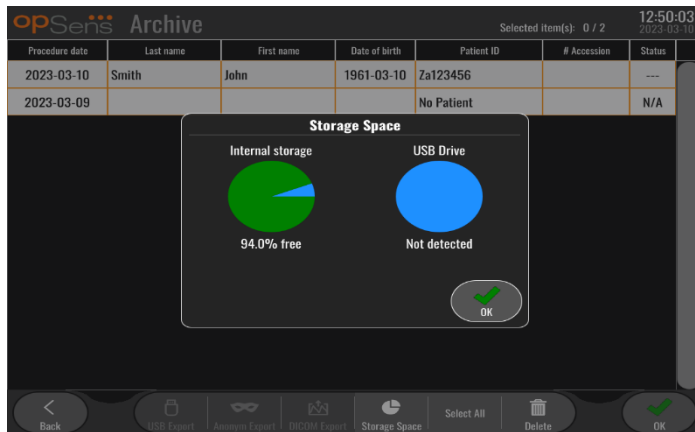 opSens Archive Selected item(s): 0 / 2 12:50:03
2023-03-10
Procedure date Last name First name Date of birth Patient ID # Accession Status
2023-03-10 Smith John 1961-03-10 Za123456 ---
2023-03-09 No Patient N/A
Storage Space
Internal storage USB Drive
94.0% free Not detected
OK
Back USB Export Anonym Export DICOM Export Storage Space Select All Delete OK